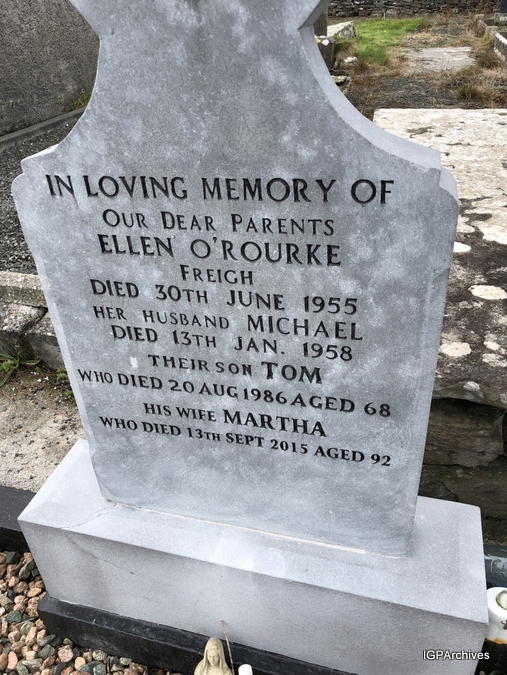 IN LOVING MEMORY OF
OUR DEAR PARENTS
ELLEN O'ROURKE
FREIGH
DIED 30TH JUNE 1955
HER HUSBAND MICHAEL
DIED 13TH JAN. 1958
THEIR SON TOM
WHO DIED 20 AUG 1986 AGED 68
HIS WIFE MARTHA
WHO DIED 13TH SEPT 2015 AGED 92
IGPArchives